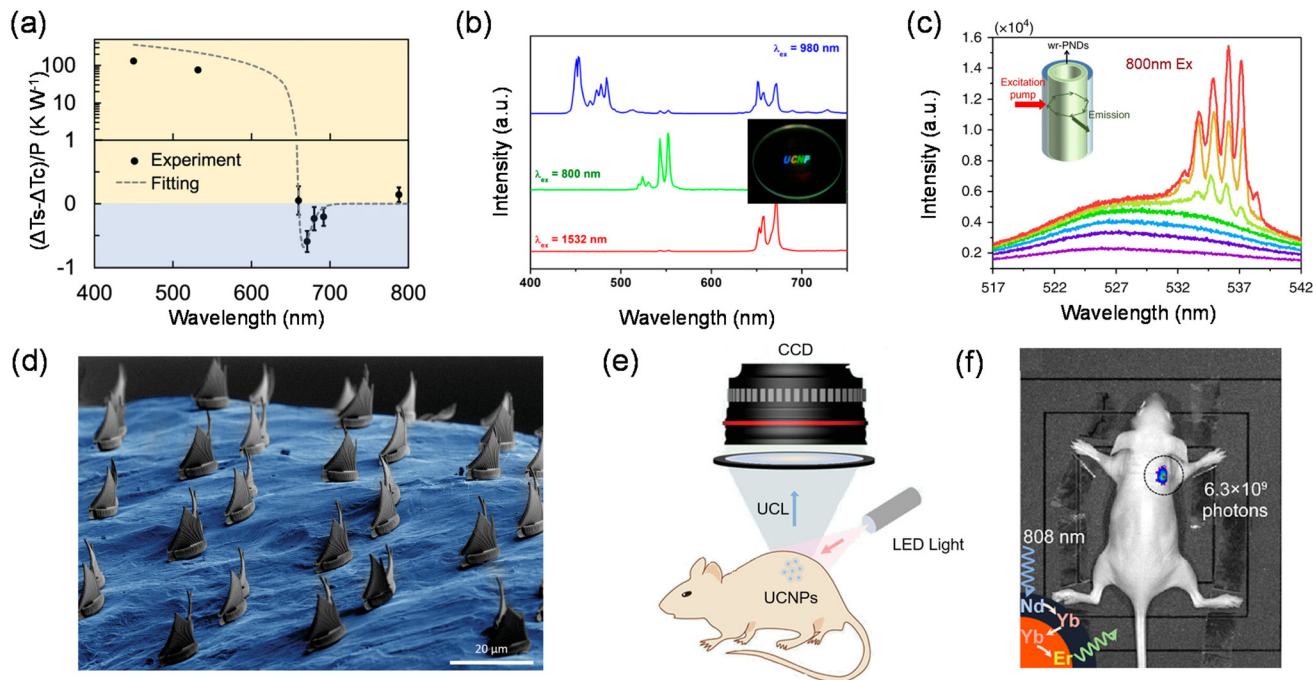 (a)
(ΔTs-ΔTc)/P (K W⁻¹)
100
10
1
0
-1
Experiment
Fitting
400 500 600 700 800
Wavelength (nm)
(b)
Intensity (a.u.)
λex = 980 nm
λex = 800 nm
λex = 1532 nm
UCNP
400 500 600 700
Wavelength (nm)
(c)
(×10⁴)
1.6
1.4
1.2
1.0
0.8
0.6
0.4
0.2
Intensity (a.u.)
wr-PNDs
800nm Ex
Excitation
pump
Emission
517 522 527 532 537 542
Wavelength (nm)
(d)
20 µm
(e)
CCD
UCL
LED Light
UCNPs
(f)
6.3×10⁹
photons
808 nm
Nd
Yb
Yb
Er